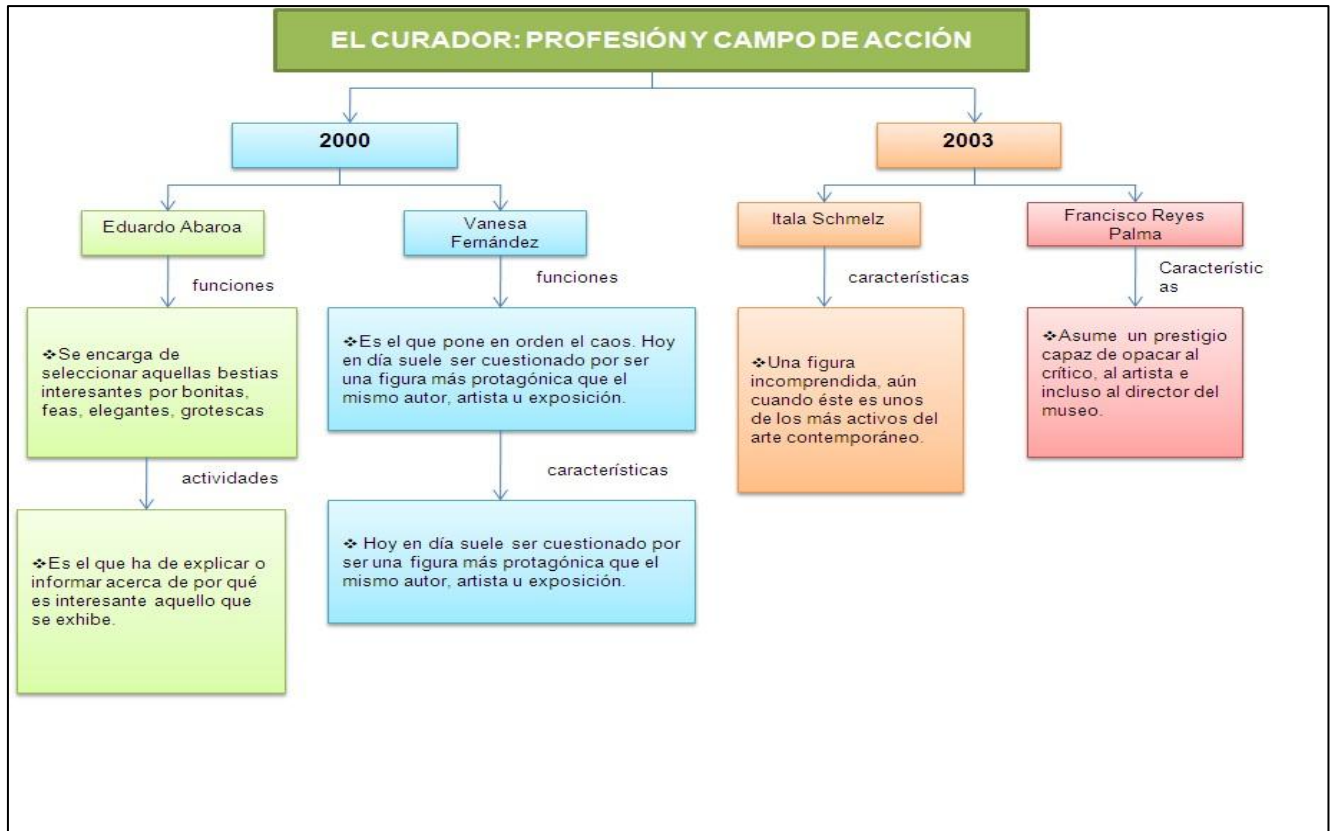 EL CURADOR: PROFESIÓN Y CAMPO DE ACCIÓN
2000
2003
Eduardo Abaroa
Vanesa
Fernández
Itala Schmelz
Francisco Reyes
Palma
funciones
funciones
características
Característic
as
❖Se encarga de
seleccionar aquellas bestias
interesantes por bonitas,
feas, elegantes, grotescas
❖Es el que pone en orden el caos. Hoy
en día suele ser cuestionado por ser
una figura más protagónica que el
mismo autor, artista u exposición.
❖Una figura
incomprendida, aún
cuando éste es unos
de los más activos del
arte contemporáneo.
❖Asume un prestigio
capaz de opacar al
crítico, al artista e
incluso al director del
museo.
actividades
características
❖Es el que ha de explicar o
informar acerca de por qué
es interesante aquello que
se exhibe.
❖ Hoy en día suele ser cuestionado por
ser una figura más protagónica que el
mismo autor, artista u exposición.